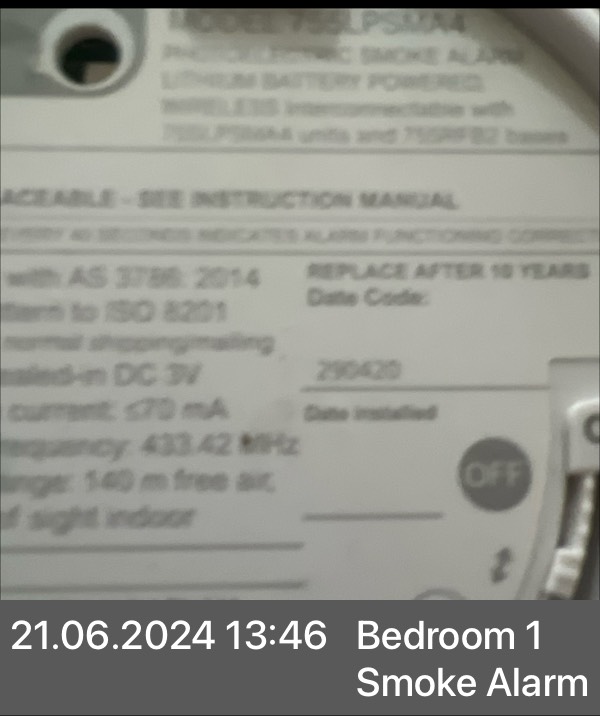 MODEL 755LPSMA4
PHOTOELECTRIC SMOKE ALARM
LITHIUM BATTERY POWERED
WIRELESS interconnectable with
755LPSMA4 units and 755RFB2 bases
ACEABLE - SEE INSTRUCTION MANUAL
EVERY 40 SECONDS INDICATES ALARM FUNCTIONING CORRECT
with AS 3786: 2014
ttern to ISO 8201
normal shipping/mailing
ealed-in DC 3V
current: ≤70 mA
equency: 433.42 MHz
ange: 140 m free air,
of sight indoor
REPLACE AFTER 10 YEARS
Date Code:
290420
Date installed
OFF
21.06.2024 13:46
Bedroom 1
Smoke Alarm